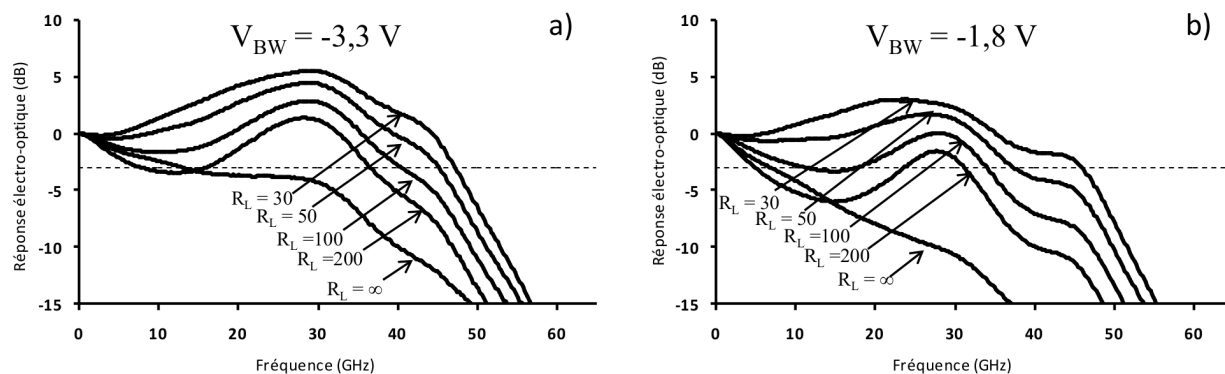 a)
V_BW = -3,3 V
Réponse électro-optique (dB)
10
5
0
-5
-10
-15
R_L = 30
R_L = 50
R_L =100
R_L =200
R_L = ∞
0 10 20 30 40 50 60
Fréquence (GHz)
b)
V_BW = -1,8 V
Réponse électro-optique (dB)
10
5
0
-5
-10
-15
R_L = 30
R_L = 50
R_L =100
R_L =200
R_L = ∞
0 10 20 30 40 50 60
Fréquence (GHz)